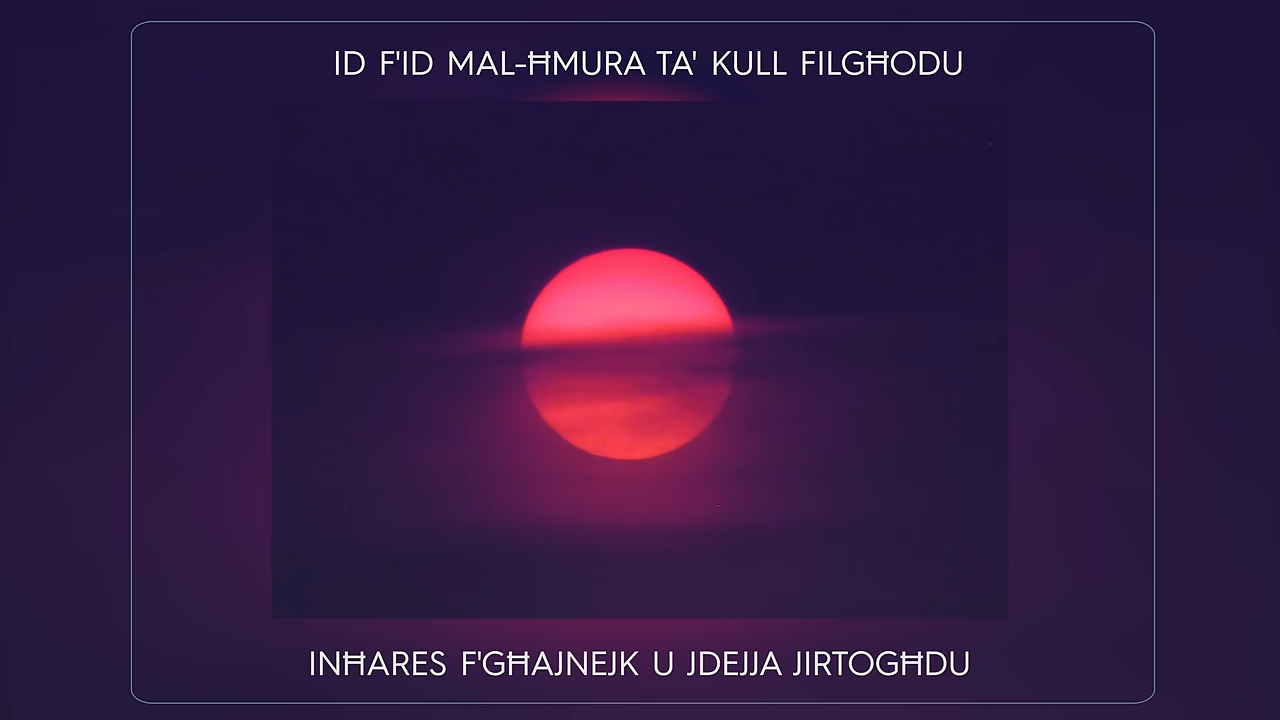 ID F'ID MAL-ĦMURA TA' KULL FILGĦODU
INĦARES F'GĦAJNEJK U JDEJJA JIRTOGĦDU